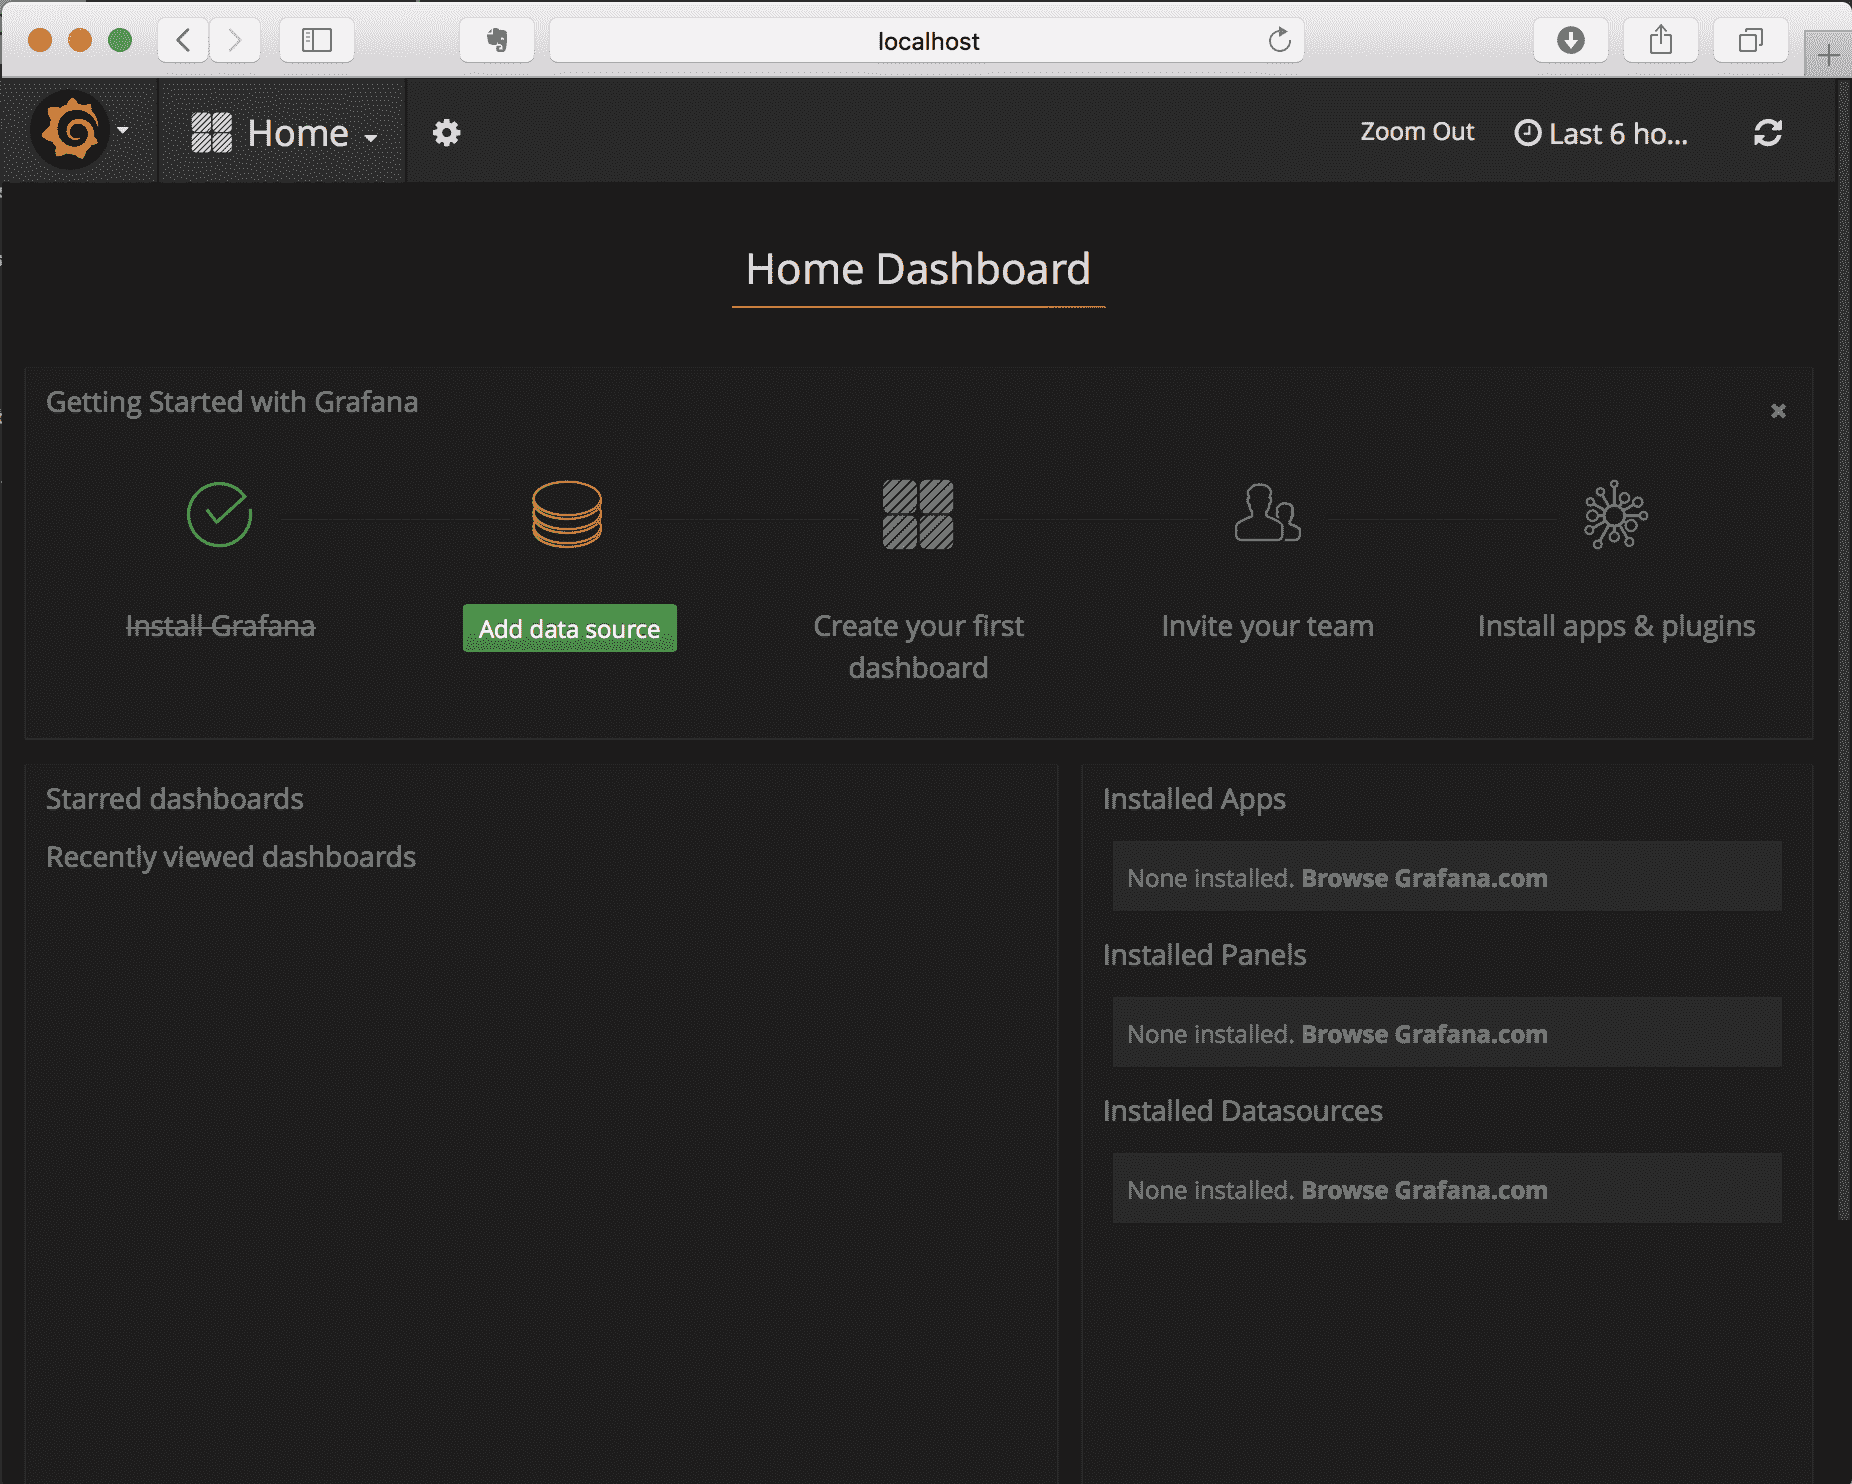 localhost
Home
Zoom Out
Last 6 ho...
Home Dashboard
Getting Started with Grafana
Install Grafana
Add data source
Create your first
dashboard
Invite your team
Install apps & plugins
Starred dashboards
Recently viewed dashboards
Installed Apps
None installed. Browse Grafana.com
Installed Panels
None installed. Browse Grafana.com
Installed Datasources
None installed. Browse Grafana.com